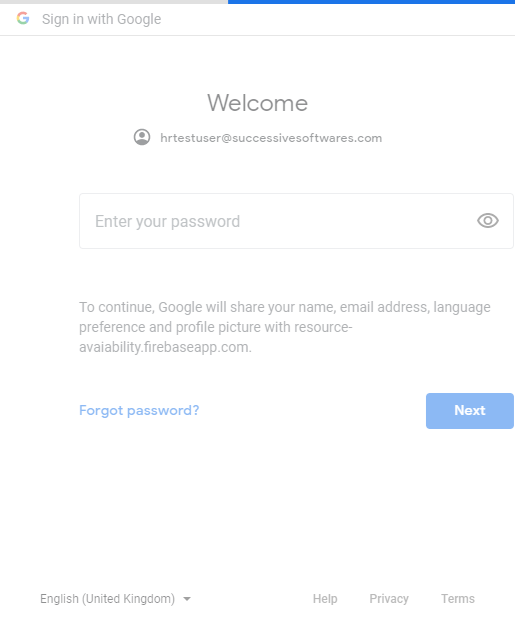 Sign in with Google
Welcome
hrtestuser@successivesoftwares.com
Enter your password
To continue, Google will share your name, email address, language
preference and profile picture with resource-
avaiability.firebaseapp.com.
Forgot password?
Next
English (United Kingdom)
Help
Privacy
Terms